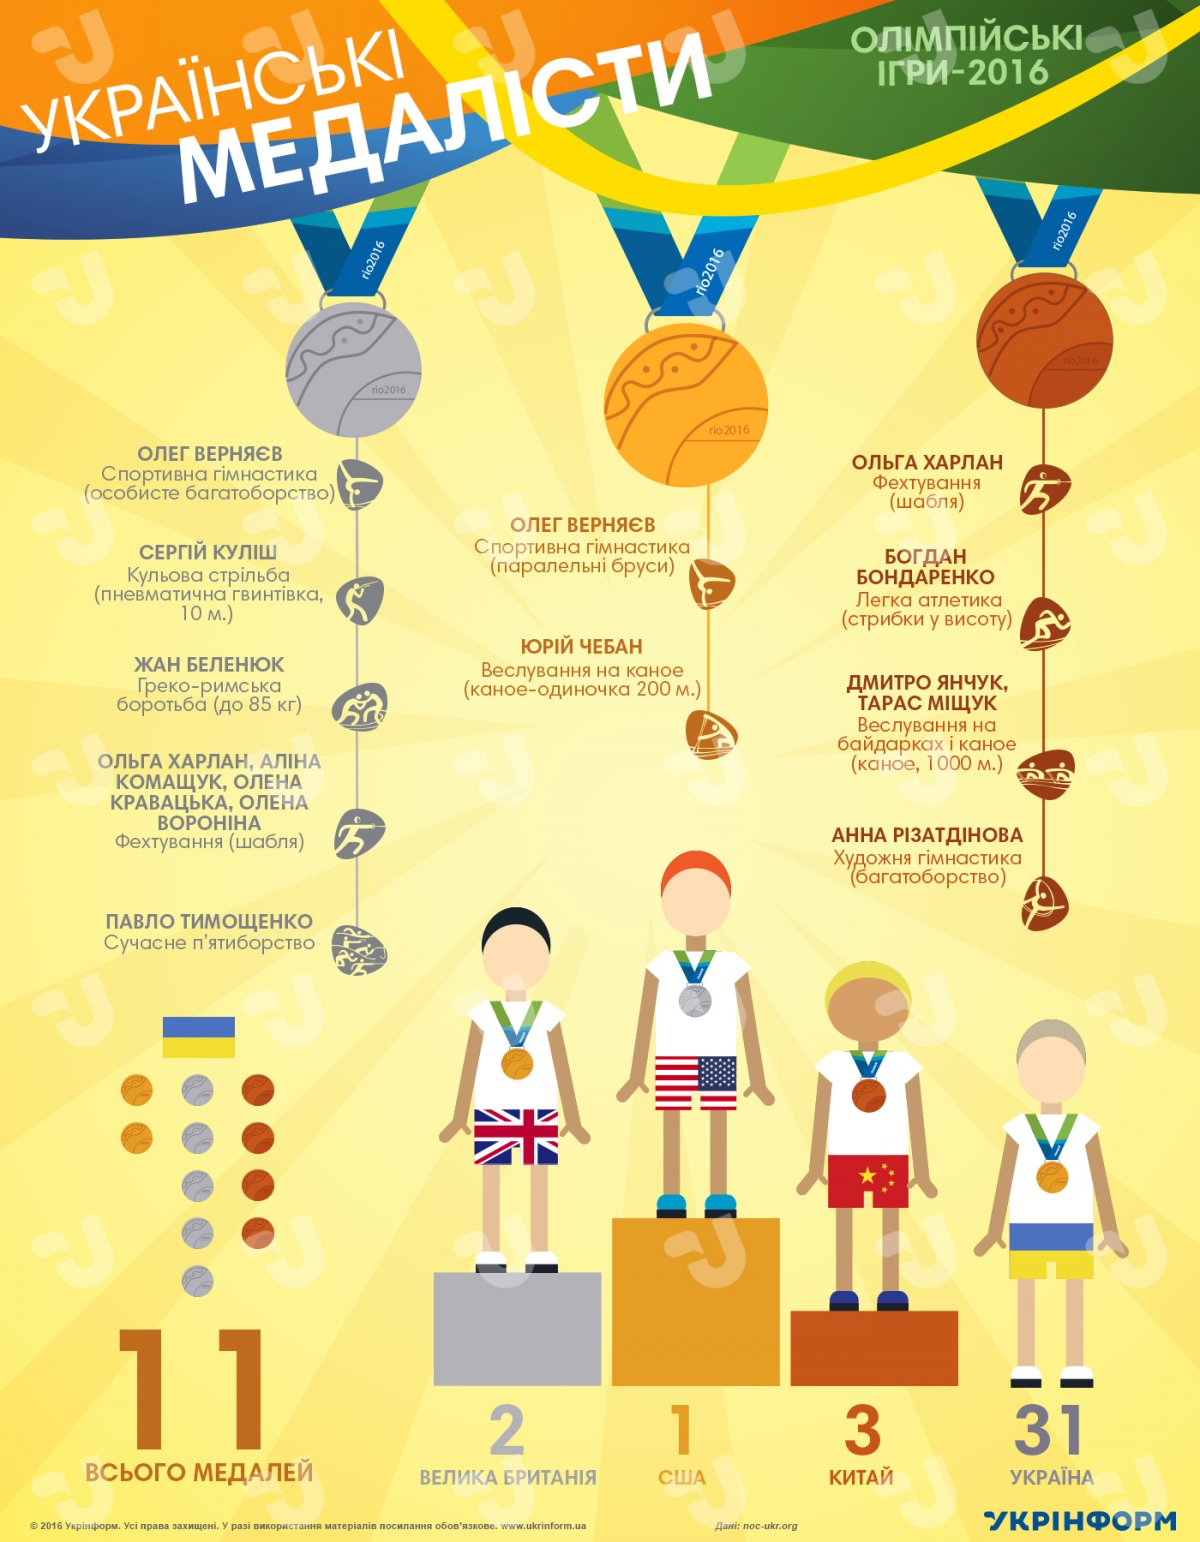 УКРАЇНСЬКІ
МЕДАЛІСТИ
ОЛІМПІЙСЬКІ
ІГРИ-2016
rio2016
rio2016
rio2016
rio2016
rio2016
rio2016
ОЛЕГ ВЕРНЯЄВ
Спортивна гімнастика
(особисте багатоборство)
СЕРГІЙ КУЛІШ
Кульова стрільба
(пневматична гвинтівка,
10 м.)
ЖАН БЕЛЕНЮК
Греко-римська
боротьба (до 85 кг)
ОЛЬГА ХАРЛАН, АЛІНА
КОМАЩУК, ОЛЕНА
КРАВАЦЬКА, ОЛЕНА
ВОРОНІНА
Фехтування (шабля)
ПАВЛО ТИМОЩЕНКО
Сучасне п'ятиборство
ОЛЕГ ВЕРНЯЄВ
Спортивна гімнастика
(паралельні бруси)
ЮРІЙ ЧЕБАН
Веслування на каное
(каное-одиночка 200 м.)
ОЛЬГА ХАРЛАН
Фехтування
(шабля)
БОГДАН
БОНДАРЕНКО
Легка атлетика
(стрибки у висоту)
ДМИТРО ЯНЧУК,
ТАРАС МІЩУК
Веслування на
байдарках і каное
(каное, 1000 м.)
АННА РІЗАТДІНОВА
Художня гімнастика
(багатоборство)
11
ВСЬОГО МЕДАЛЕЙ
2
ВЕЛИКА БРИТАНІЯ
1
США
3
КИТАЙ
31
УКРАЇНА
© 2016 Укрінформ. Усі права захищені. У разі використання матеріалів посилання обов'язкове. www.ukrinform.ua
Дані: noc-ukr.org
УКРІНФОРМ